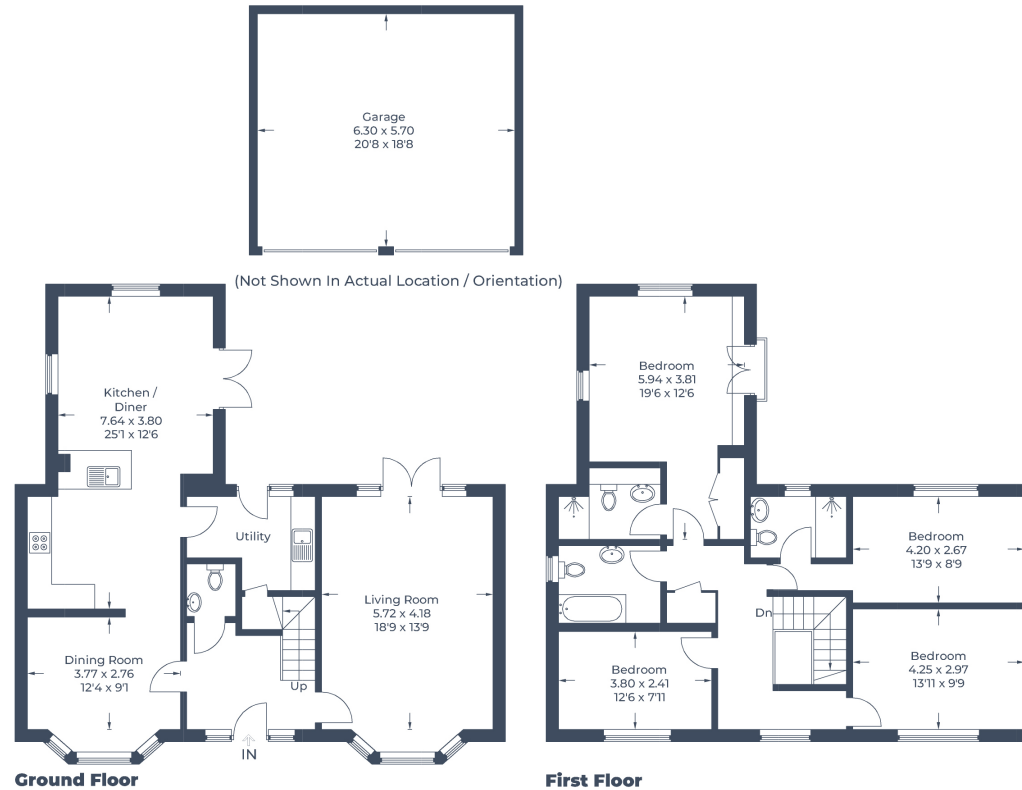 Garage
6.30 x 5.70
20'8 x 18'8
(Not Shown In Actual Location / Orientation)
Kitchen /
Diner
7.64 x 3.80
25'1 x 12'6
Utility
Living Room
5.72 x 4.18
18'9 x 13'9
Dining Room
3.77 x 2.76
12'4 x 9'1
Up
IN
Ground Floor
Bedroom
5.94 x 3.81
19'6 x 12'6
Bedroom
4.20 x 2.67
13'9 x 8'9
Dn
Bedroom
4.25 x 2.97
13'11 x 9'9
Bedroom
3.80 x 2.41
12'6 x 7'11
First Floor